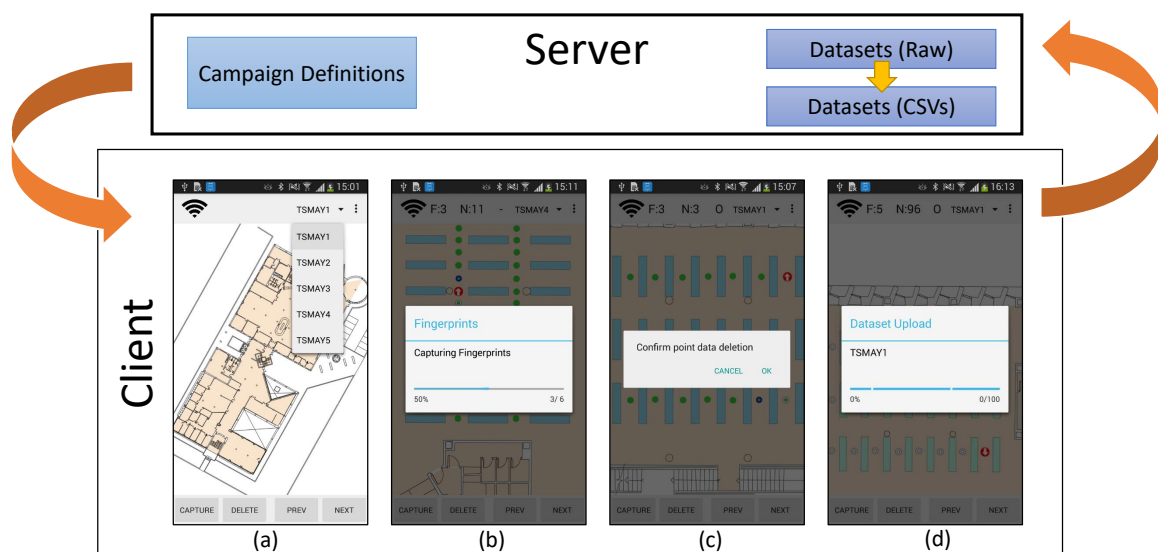 Server
Campaign Definitions
Datasets (Raw)
Datasets (CSVs)
Client
15:01
TSMAY1
TSMAY1
TSMAY2
TSMAY3
TSMAY4
TSMAY5
CAPTURE DELETE PREV NEXT
(a)
15:11
F:3 N:11 - TSMAY4
Fingerprints
Capturing Fingerprints
50% 3/ 6
CAPTURE DELETE PREV NEXT
(b)
15:07
F:3 N:3 O TSMAY1
Confirm point data deletion
CANCEL OK
CAPTURE DELETE PREV NEXT
(c)
16:13
F:5 N:96 O TSMAY1
Dataset Upload
TSMAY1
0% 0/100
CAPTURE DELETE PREV NEXT
(d)